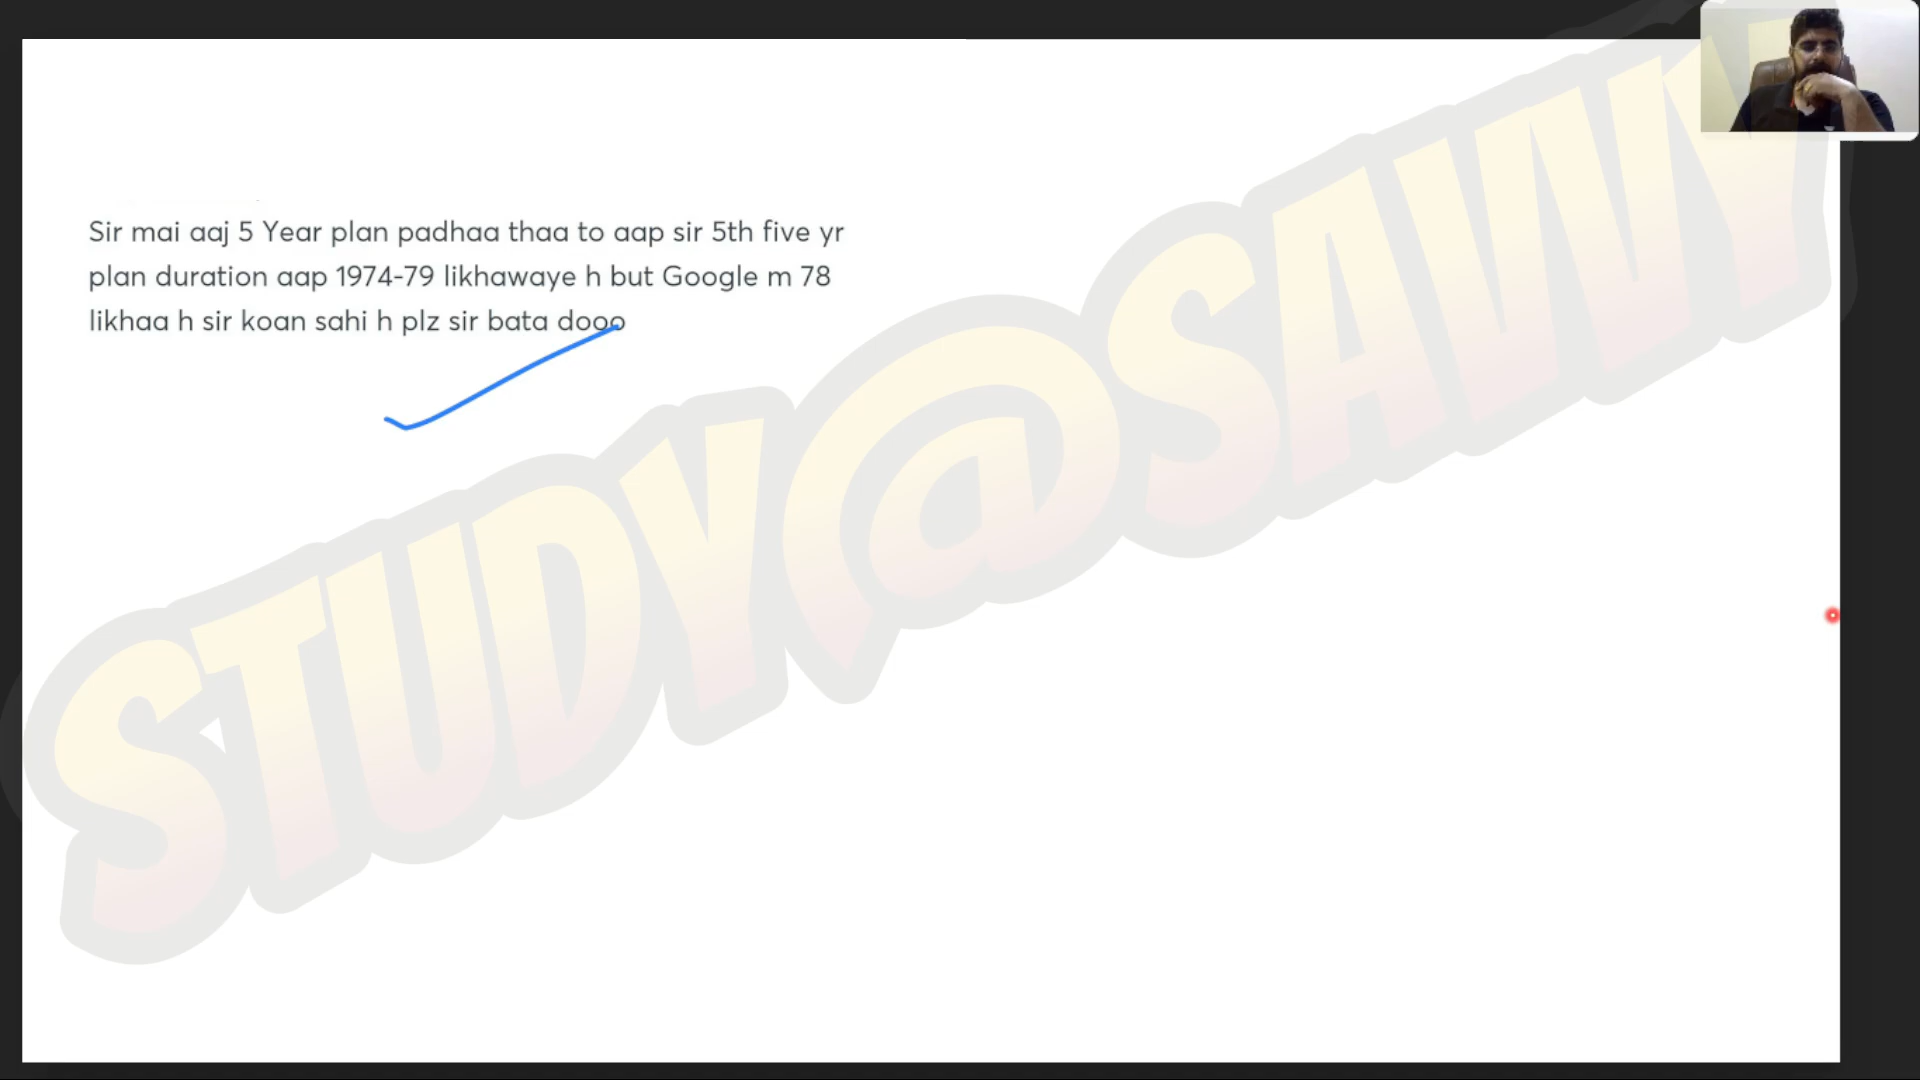 Sir mai aaj 5 Year plan padhaa thaa to aap sir 5th five yr
plan duration aap 1974-79 likhawaye h but Google m 78
likhaa h sir koan sahi h plz sir bata dooo
STUDY@SAVVY